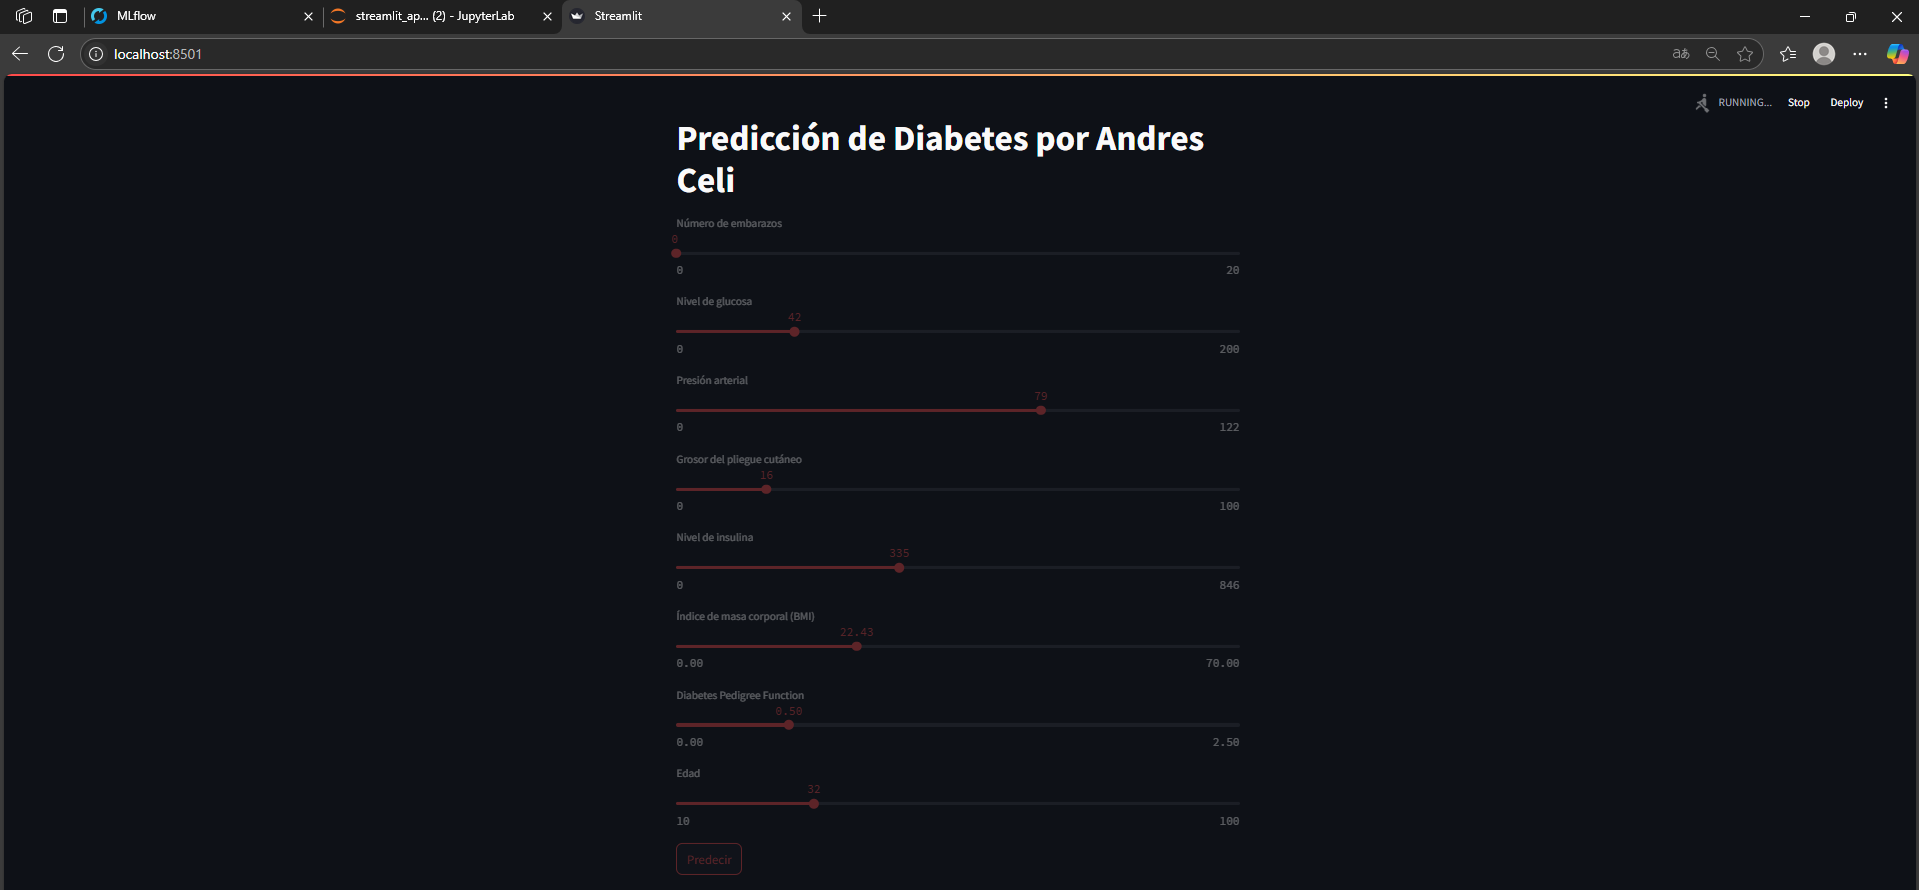 MLflow
streamlit_ap... (2) - JupyterLab
Streamlit
localhost:8501
aあ
RUNNING...
Stop
Deploy
Predicción de Diabetes por Andres
Celi
Número de embarazos
0
0 20
Nivel de glucosa
42
0 200
Presión arterial
79
0 122
Grosor del pliegue cutáneo
16
0 100
Nivel de insulina
335
0 846
Índice de masa corporal (BMI)
22.43
0.00 70.00
Diabetes Pedigree Function
0.50
0.00 2.50
Edad
32
10 100
Predecir